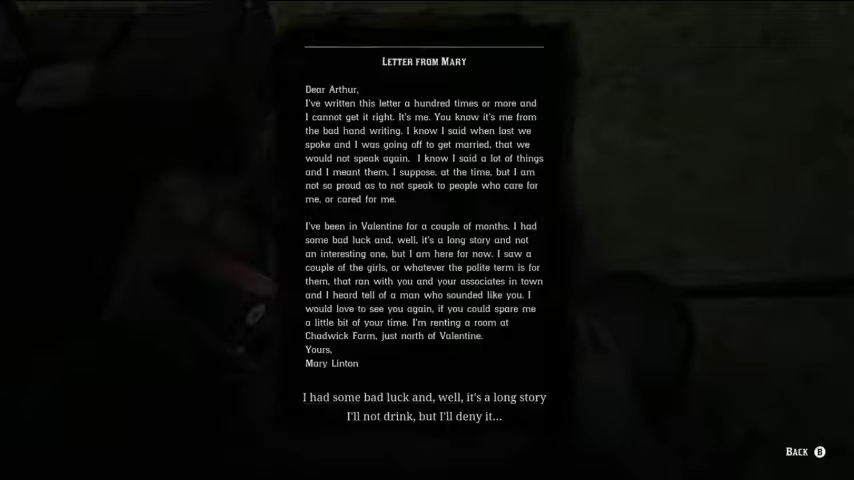 Letter from Mary
Dear Arthur,
I've written this letter a hundred times or more and
I cannot get it right. It's me. You know it's me from
the bad hand writing. I know I said when last we
spoke and I was going off to get married, that we
would not speak again. I know I said a lot of things
and I meant them, I suppose, at the time, but I am
not so proud as to not speak to people who care for
me, or cared for me.
I've been in Valentine for a couple of months. I had
some bad luck and, well, it's a long story and not
an interesting one, but I am here for now. I saw a
couple of the girls, or whatever the polite term is for
them, that ran with you and your associates in town
and I heard tell of a man who sounded like you. I
would love to see you again, if you could spare me
a little bit of your time. I'm renting a room at
Chadwick Farm, just north of Valentine.
Yours,
Mary Linton
I had some bad luck and, well, it's a long story
I'll not drink, but I'll deny it...
Back B